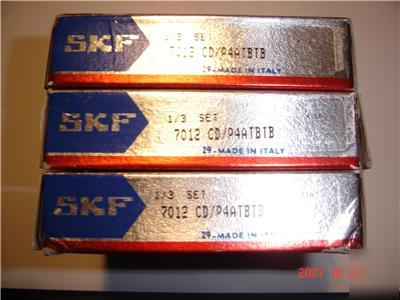 SKF
1/3 SET
7012 CD/P4ATBTB
29-MADE IN ITALY
SKF
1/3 SET
7012 CD/P4ATBTB
29-MADE IN ITALY
SKF
1/3 SET
7012 CD/P4ATBTB
29-MADE IN ITALY
2007 10